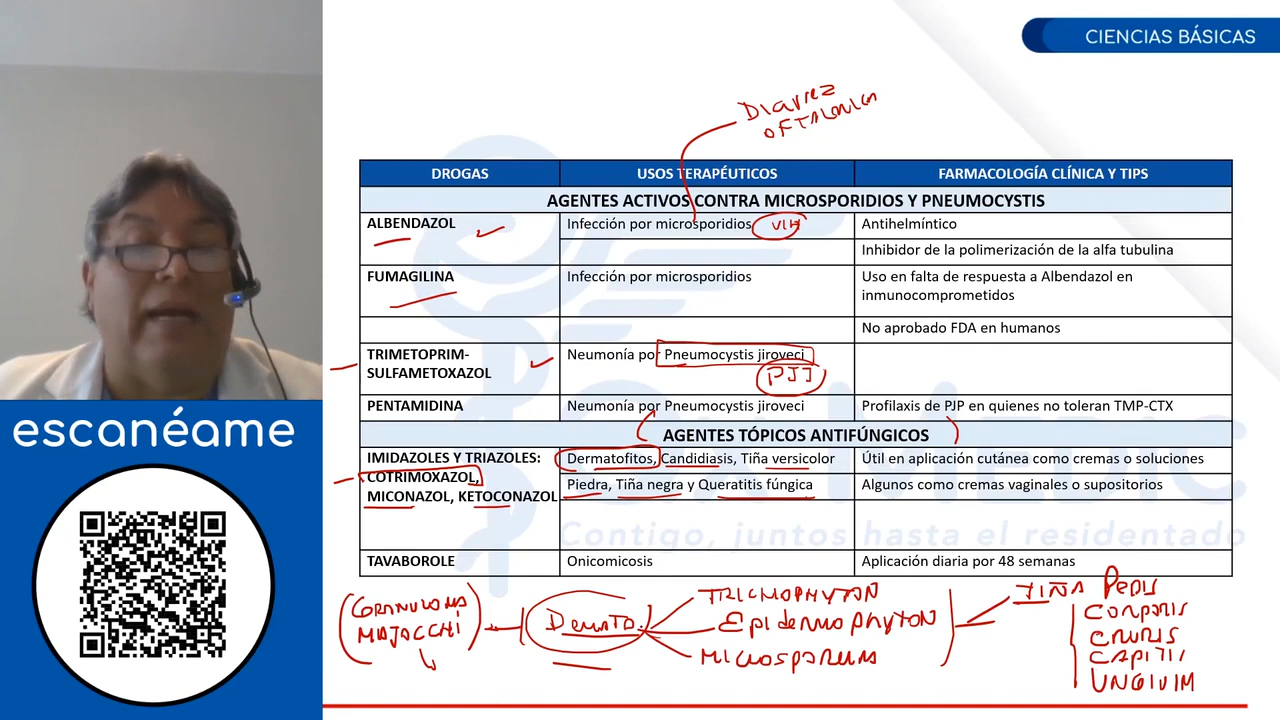 CIENCIAS BÁSICAS
DIARREZ
OFTALMICA
DROGAS
USOS TERAPÉUTICOS
FARMACOLOGÍA CLÍNICA Y TIPS
AGENTES ACTIVOS CONTRA MICROSPORIDIOS Y PNEUMOCYSTIS
ALBENDAZOL
Infección por microsporidios
VIH
Antihelmíntico
Inhibidor de la polimerización de la alfa tubulina
FUMAGILINA
Infección por microsporidios
Uso en falta de respuesta a Albendazol en
inmunocomprometidos
No aprobado FDA en humanos
TRIMETOPRIM-
SULFAMETOXAZOL
Neumonía por Pneumocystis jiroveci
PJJ
PENTAMIDINA
Neumonía por Pneumocystis jiroveci
Profilaxis de PJP en quienes no toleran TMP-CTX
AGENTES TÓPICOS ANTIFÚNGICOS
IMIDAZOLES Y TRIAZOLES:
COTRIMOXAZOL,
MICONAZOL, KETOCONAZOL
Dermatofitos, Candidiasis, Tiña versicolor
Útil en aplicación cutánea como cremas o soluciones
Piedra, Tiña negra y Queratitis fúngica
Algunos como cremas vaginales o supositorios
Contigo, juntos hasta el residentado
TAVABOROLE
Onicomicosis
Aplicación diaria por 48 semanas
GRANULOMA
MAJOCCHI
DERMATO
TRICHOPHYTON
EpidermopHYTON
MICROSPORUM
TIÑA PEDIS
CORPORIS
CRURIS
CAPITIS
UNGIUIM
escanéame